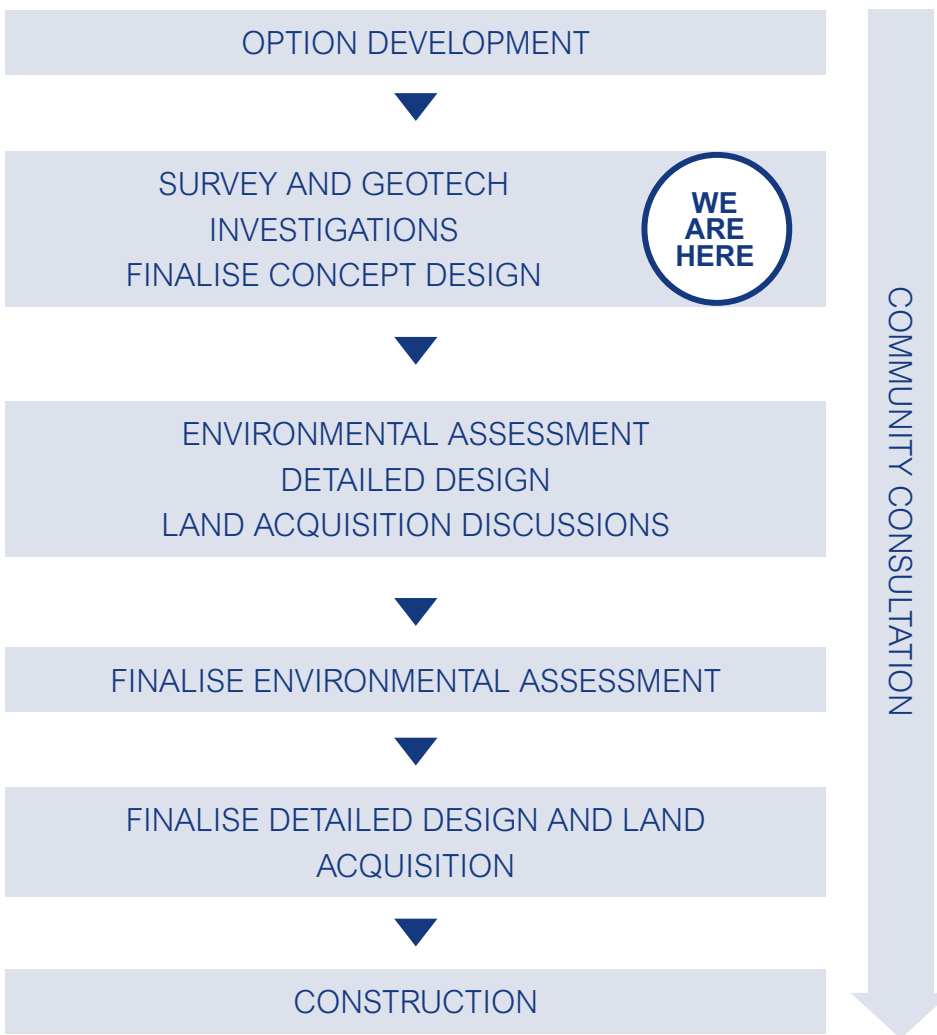 OPTION DEVELOPMENT
SURVEY AND GEOTECH
INVESTIGATIONS
FINALISE CONCEPT DESIGN
WE
ARE
HERE
ENVIRONMENTAL ASSESSMENT
DETAILED DESIGN
LAND ACQUISITION DISCUSSIONS
FINALISE ENVIRONMENTAL ASSESSMENT
FINALISE DETAILED DESIGN AND LAND
ACQUISITION
CONSTRUCTION
COMMUNITY CONSULTATION